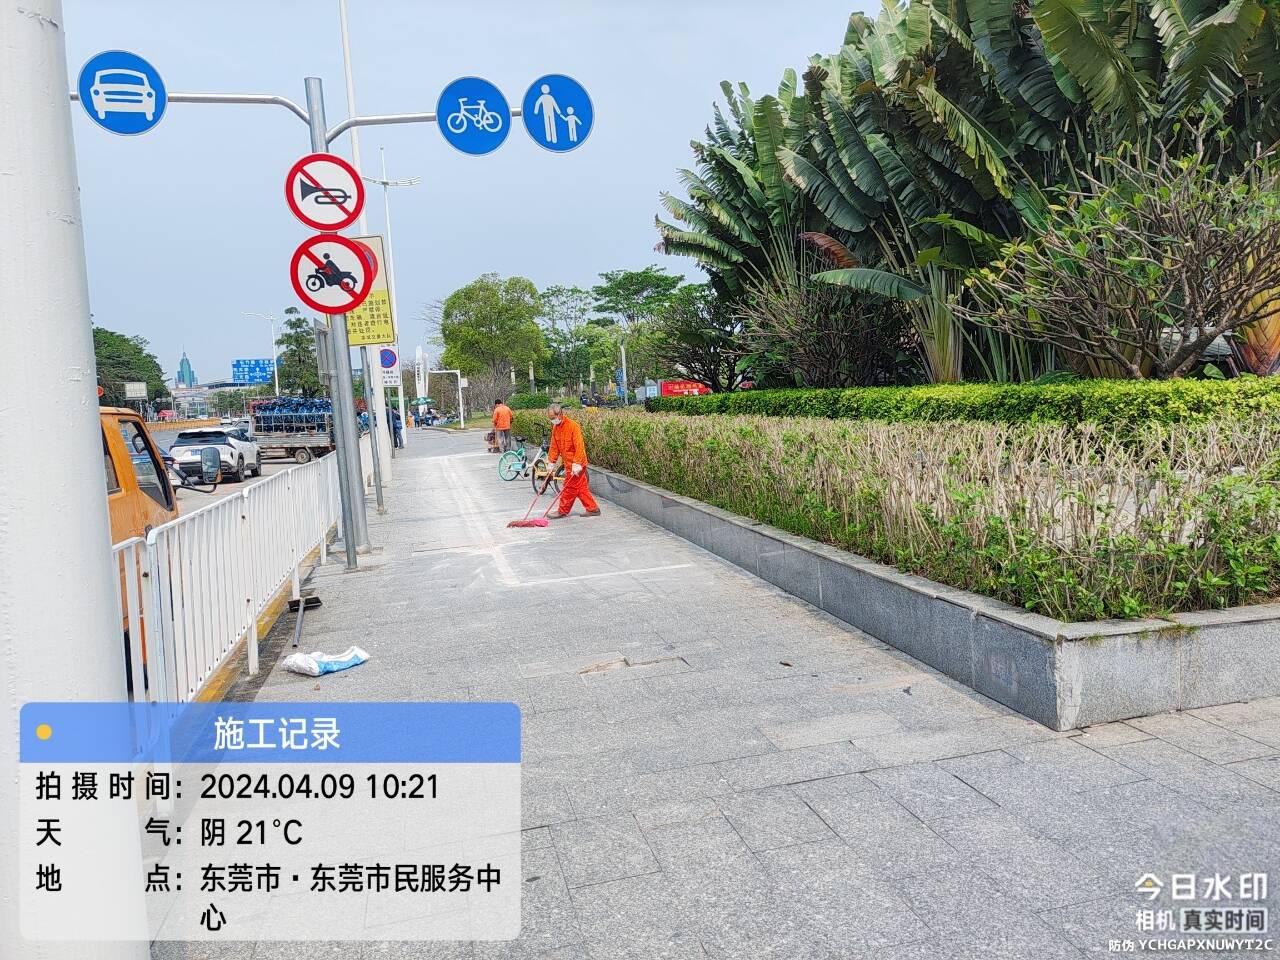 施工记录
拍摄时间：2024.04.09 10:21
天气：阴 21°C
地点：东莞市·东莞市民服务中
心
今日水印
相机 真实时间
防伪 YCHGAPXNUWYT2C